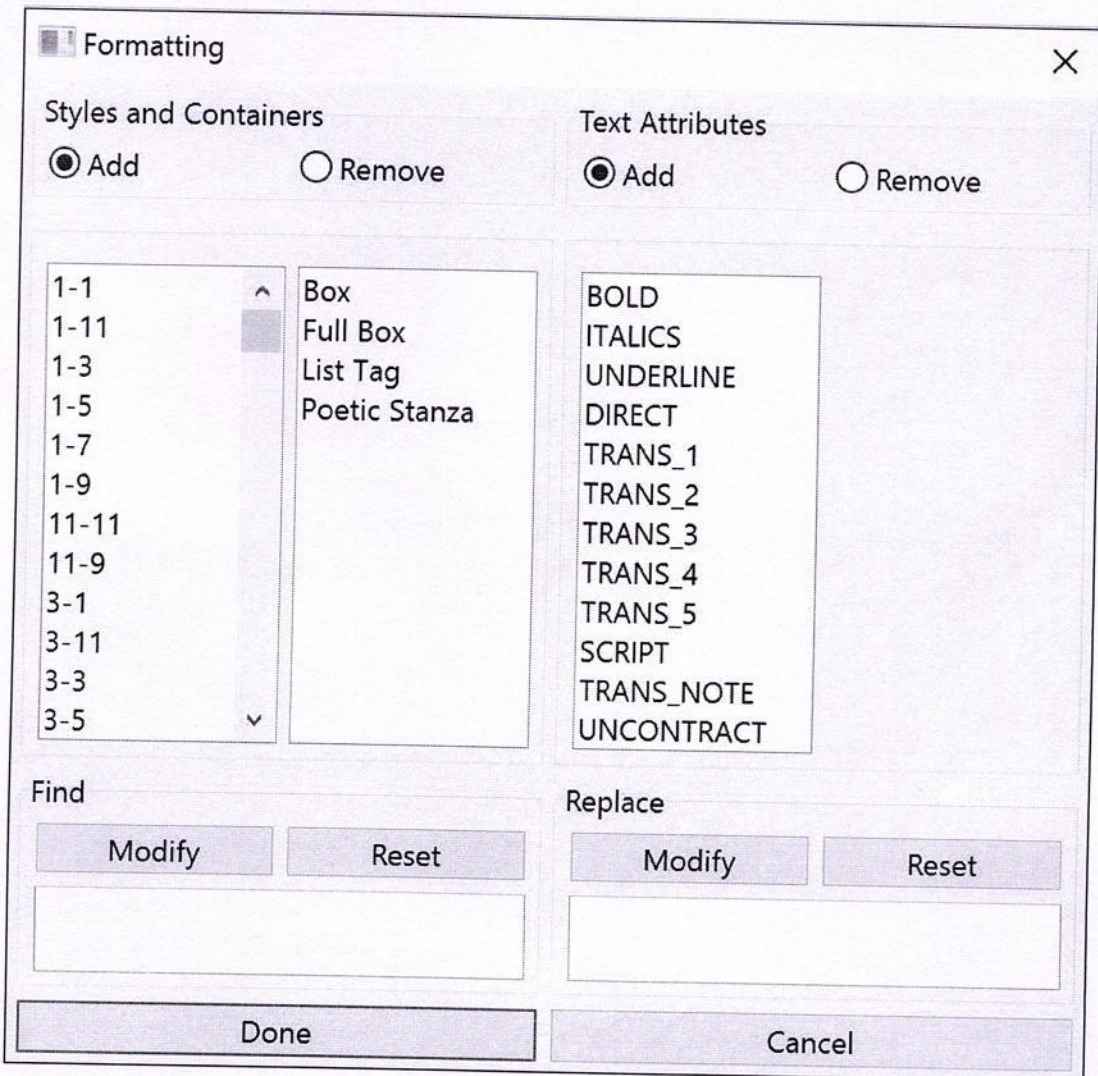 Formatting
Styles and Containers
Add
Remove
Text Attributes
Add
Remove
1-1
1-11
1-3
1-5
1-7
1-9
11-11
11-9
3-1
3-11
3-3
3-5
Box
Full Box
List Tag
Poetic Stanza
BOLD
ITALICS
UNDERLINE
DIRECT
TRANS_1
TRANS_2
TRANS_3
TRANS_4
TRANS_5
SCRIPT
TRANS_NOTE
UNCONTRACT
Find
Modify
Reset
Replace
Modify
Reset
Done
Cancel